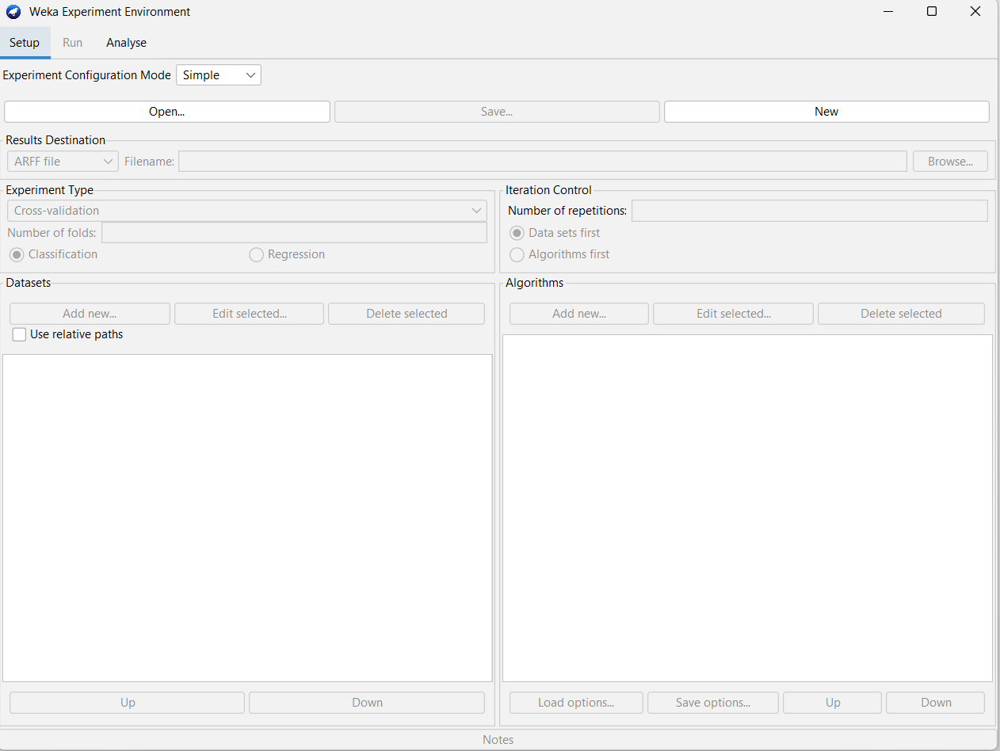 Weka Experiment Environment
Setup Run Analyse
Experiment Configuration Mode Simple
Open... Save... New
Results Destination
ARFF file Filename: Browse...
Experiment Type
Cross-validation
Number of folds:
Classification Regression
Iteration Control
Number of repetitions:
Data sets first
Algorithms first
Datasets
Add new... Edit selected... Delete selected
Use relative paths
Up Down
Algorithms
Add new... Edit selected... Delete selected
Load options... Save options... Up Down
Notes